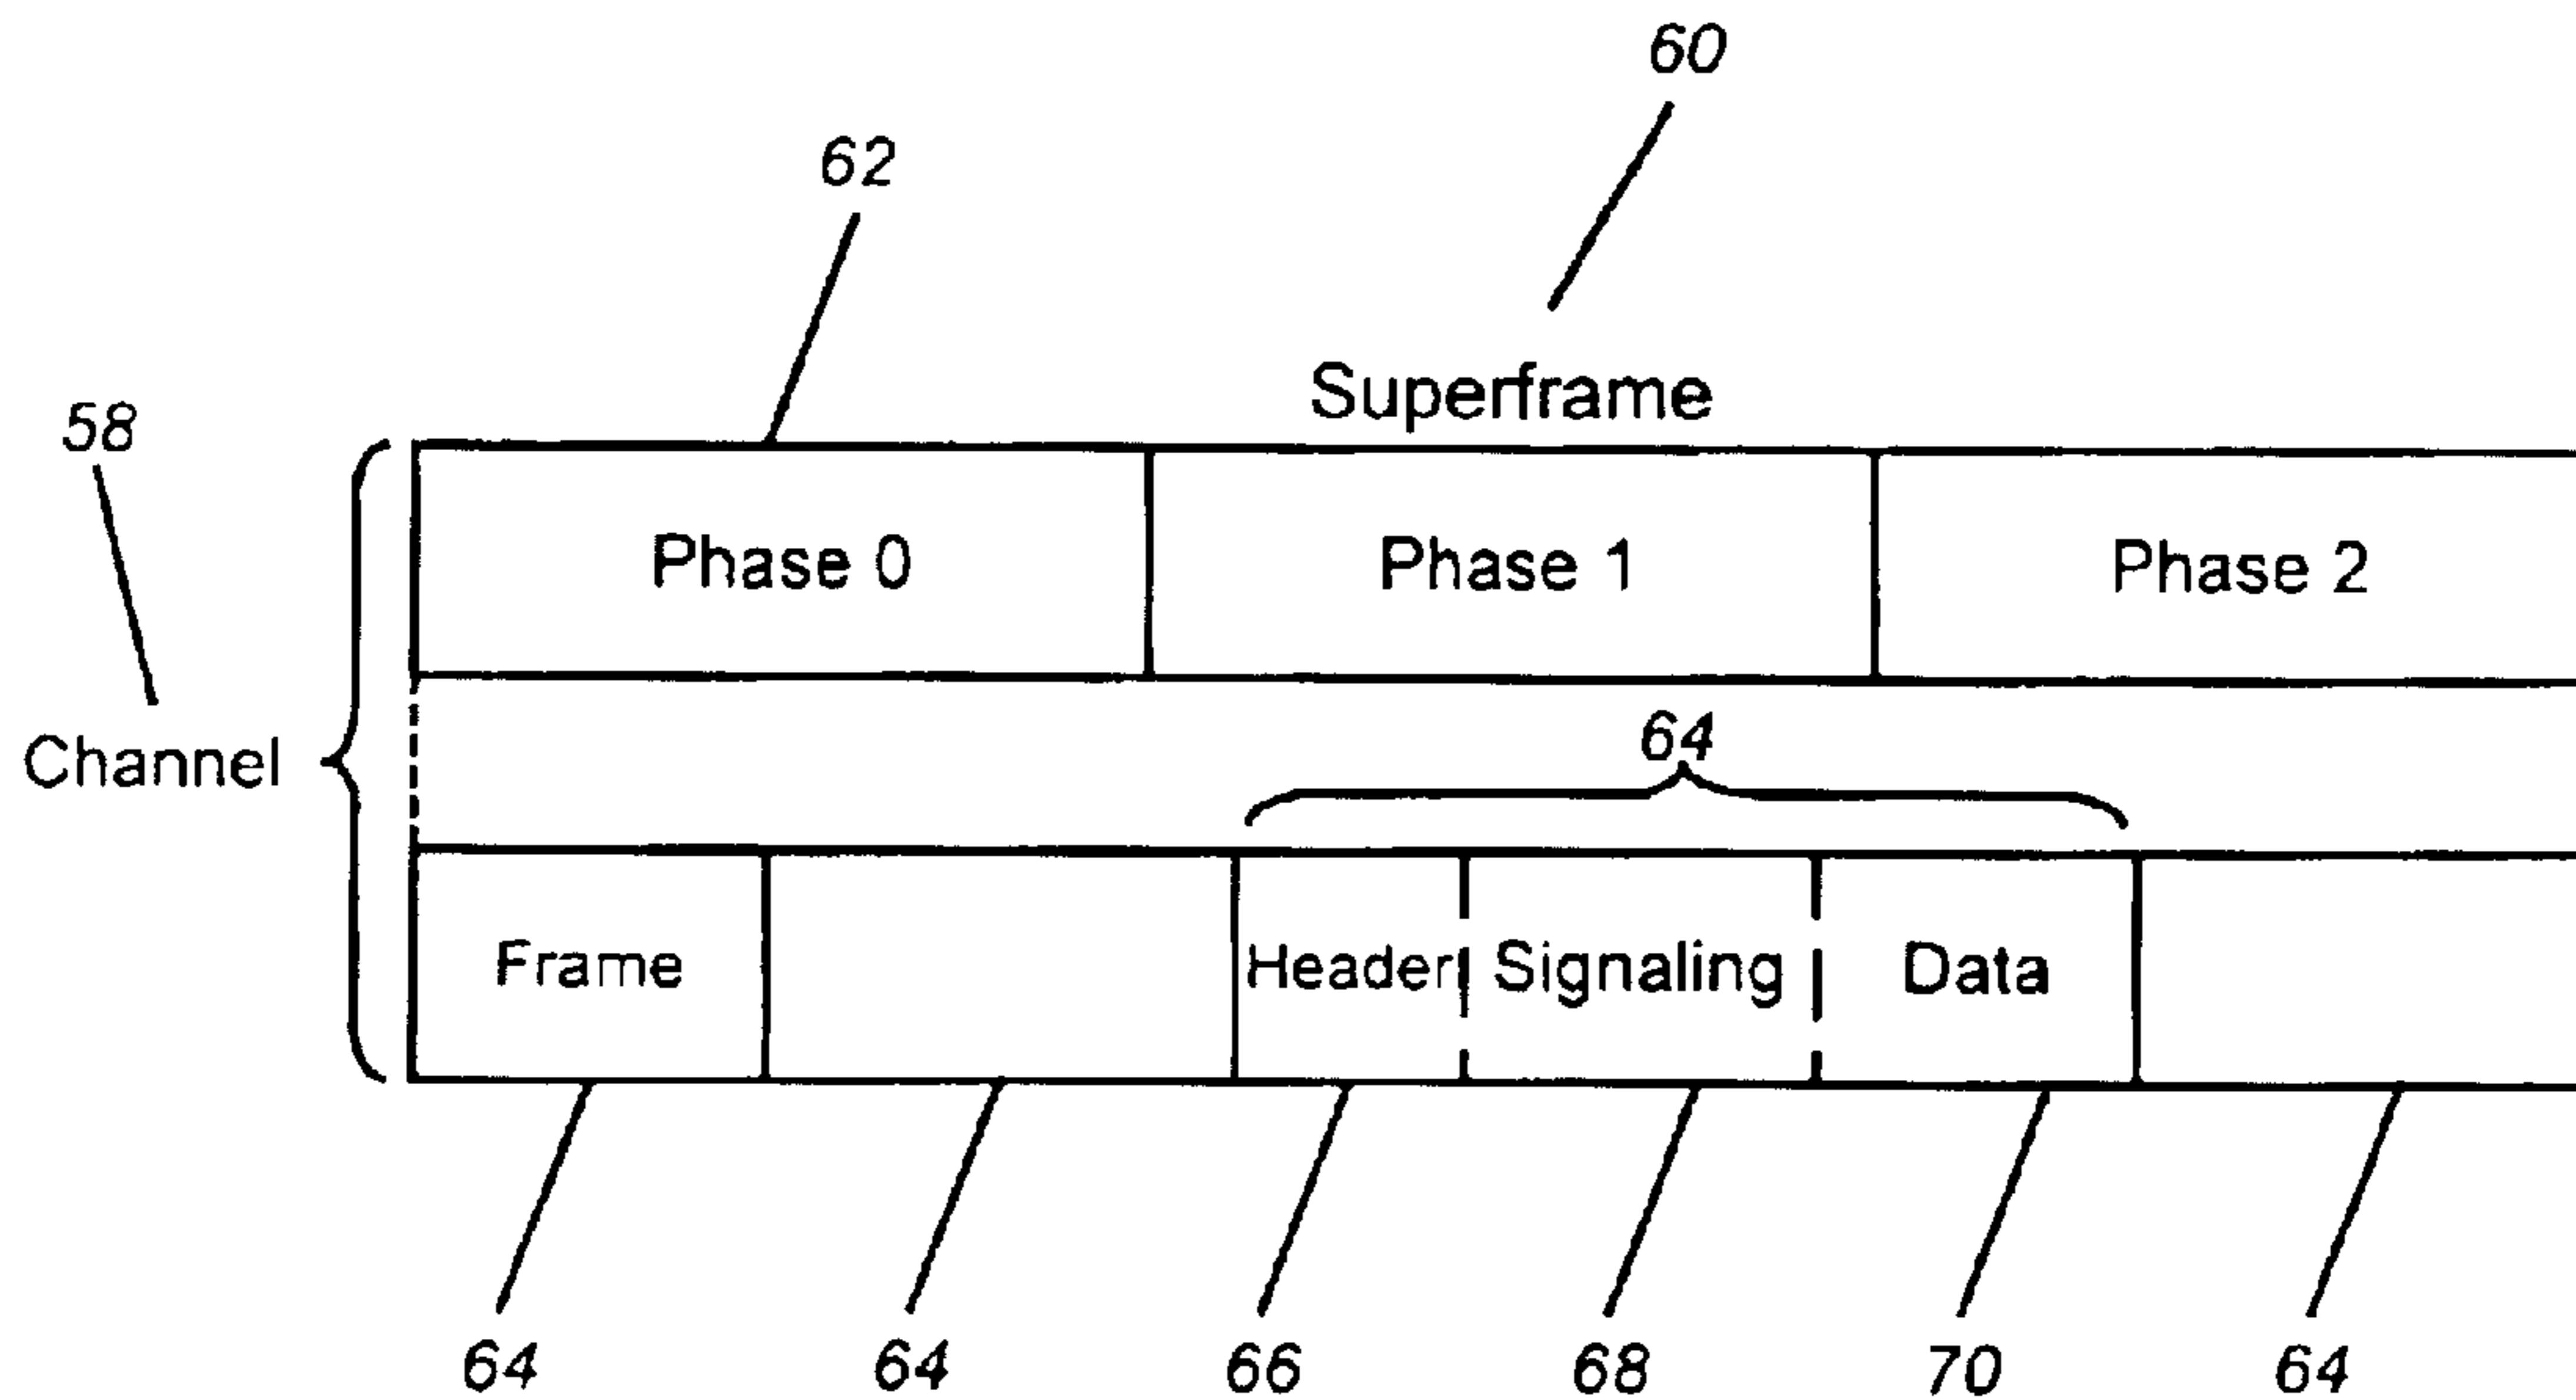 60
62
Superframe
58
Phase 0 Phase 1 Phase 2
64
Channel
Frame Header Signaling Data
64 64 66 68 70 64